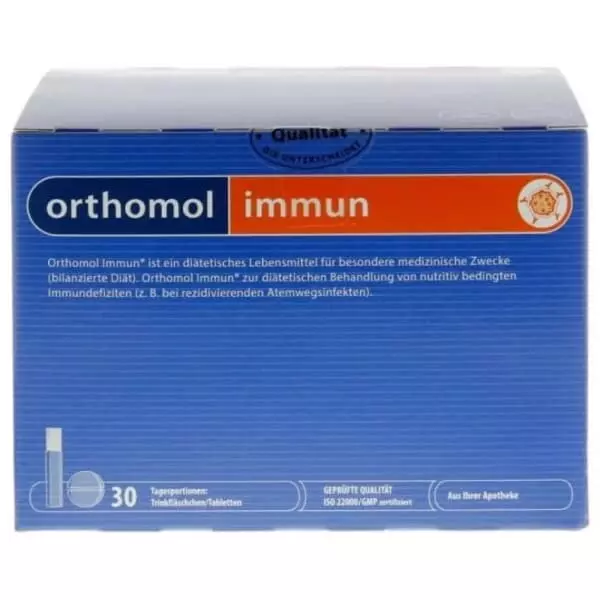 Qualität
DIE UNTERSCHEIDET
orthomol immun
Orthomol Immun® ist ein diätetisches Lebensmittel für besondere medizinische Zwecke
(bilanzierte Diät). Orthomol Immun® zur diätetischen Behandlung von nutritiv bedingten
Immundefiziten (z. B. bei rezidivierenden Atemwegsinfekten).
30 Tagesportionen:
Trinkfläschchen/Tabletten
GEPRÜFTE QUALITÄT
ISO 22000/GMP zertifiziert
Aus Ihrer Apotheke